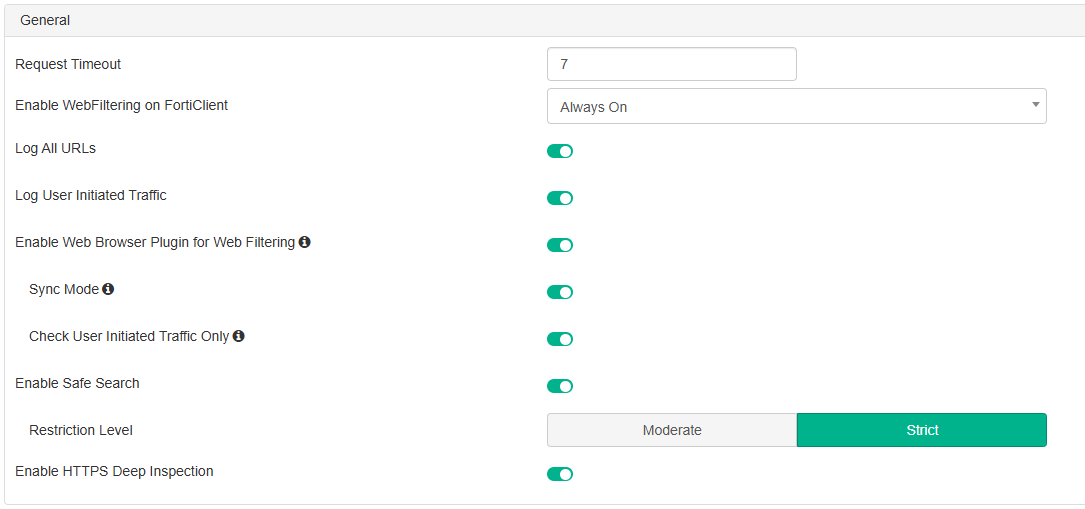 General
Request Timeout
7
Enable WebFiltering on FortiClient
Always On
Log All URLs
Log User Initiated Traffic
Enable Web Browser Plugin for Web Filtering
Sync Mode
Check User Initiated Traffic Only
Enable Safe Search
Restriction Level
Moderate
Strict
Enable HTTPS Deep Inspection